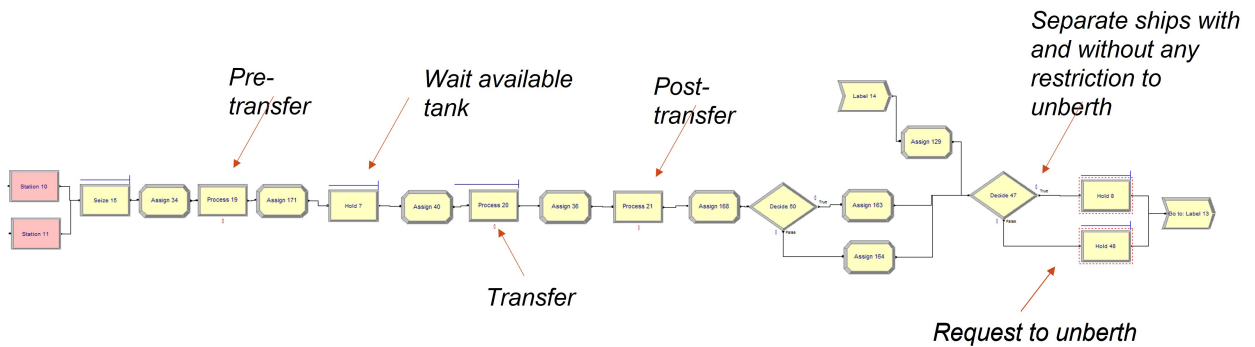 Separate ships with
and without any
restriction to
unberth
Pre-
transfer
Wait available
tank
Post-
transfer
Label 14
Assign 129
Station 10
Station 11
Seize 15
Assign 34
Process 19
Assign 171
Hold 7
Assign 40
Process 20
Assign 36
Process 21
Assign 168
Decide 50
True
False
Assign 163
Assign 164
Decide 47
True
False
Hold 8
Hold 48
Go to: Label 13
Transfer
Request to unberth